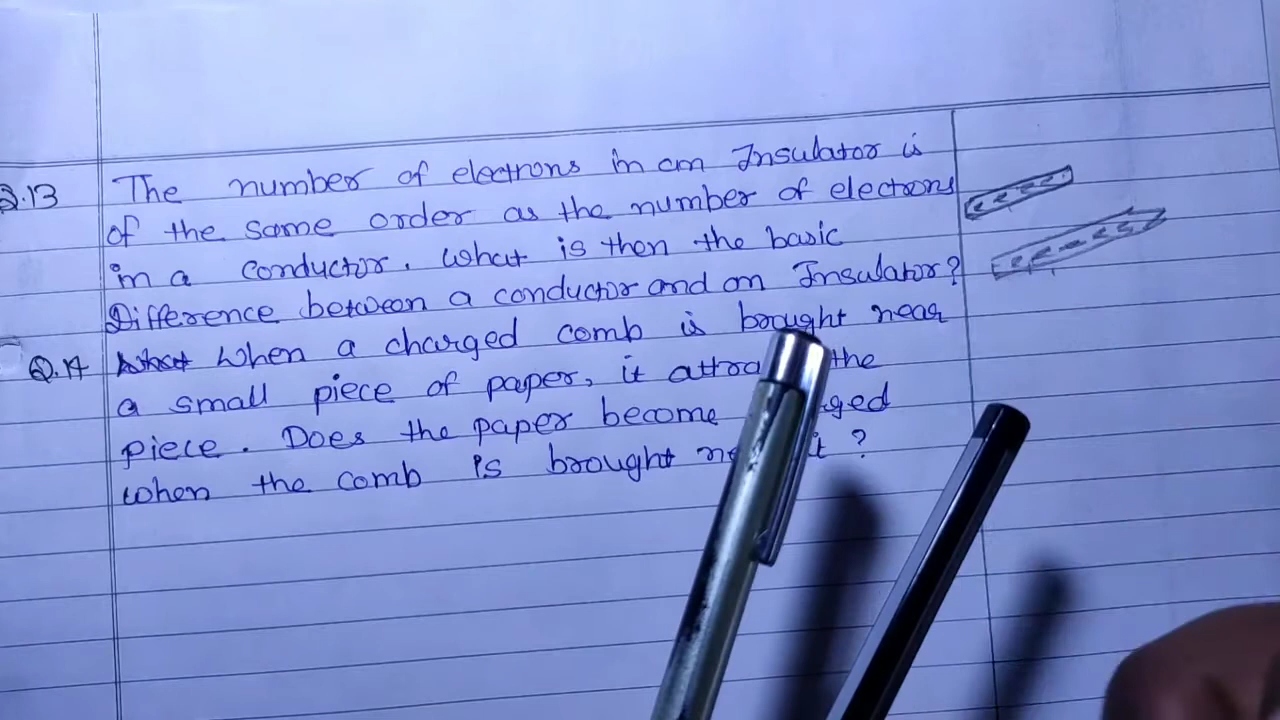 Q.13 The number of electrons in an Insulator is
of the same order as the number of electrons
in a conductor. What is then the basic
Difference between a conductor and an Insulator?
Q.14 When a charged comb is brought near
a small piece of paper, it the
piece. Does the paper become
when the comb is brought ?